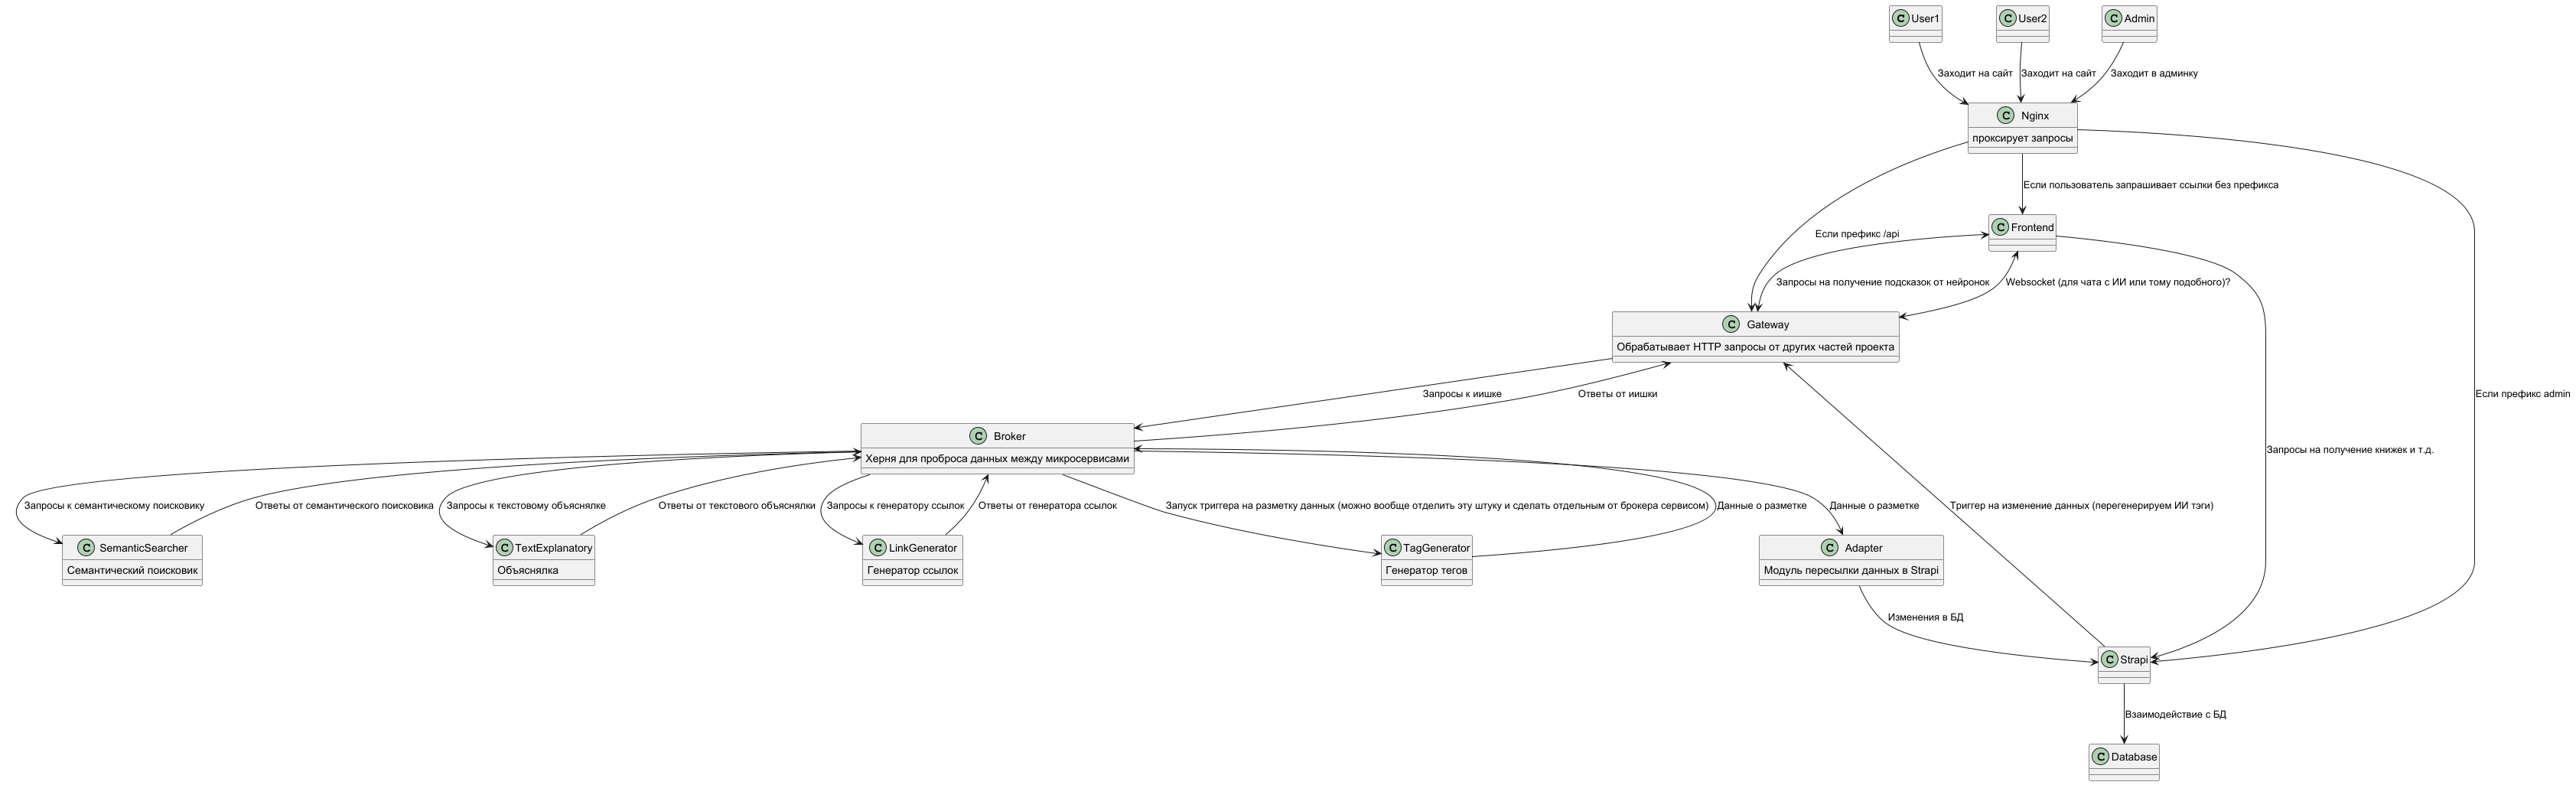 C User1
C User2
C Admin
Заходит на сайт
Заходит на сайт
Заходит в админку
C Nginx
проксирует запросы
Если пользователь запрашивает ссылки без префикса
C Frontend
Если префикс /api
Запросы на получение подсказок от нейронок
Websocket (для чата с ИИ или тому подобного)?
C Gateway
Обрабатывает HTTP запросы от других частей проекта
Запросы к иишке
Ответы от иишки
Если префикс admin
C Broker
Херня для проброса данных между микросервисами
Запросы на получение книжек и т.д.
Запросы к семантическому поисковику
Ответы от семантического поисковика
Запросы к текстовому объяснялке
Ответы от текстового объяснялки
Запросы к генератору ссылок
Ответы от генератора ссылок
Запуск триггера на разметку данных (можно вообще отделить эту штуку и сделать отдельным от брокера сервисом)
Данные о разметке
Данные о разметке
Триггер на изменение данных (перегенерируем ИИ тэги)
C SemanticSearcher
Семантический поисковик
C TextExplanatory
Объяснялка
C LinkGenerator
Генератор ссылок
C TagGenerator
Генератор тегов
C Adapter
Модуль пересылки данных в Strapi
Изменения в БД
C Strapi
Взаимодействие с БД
C Database